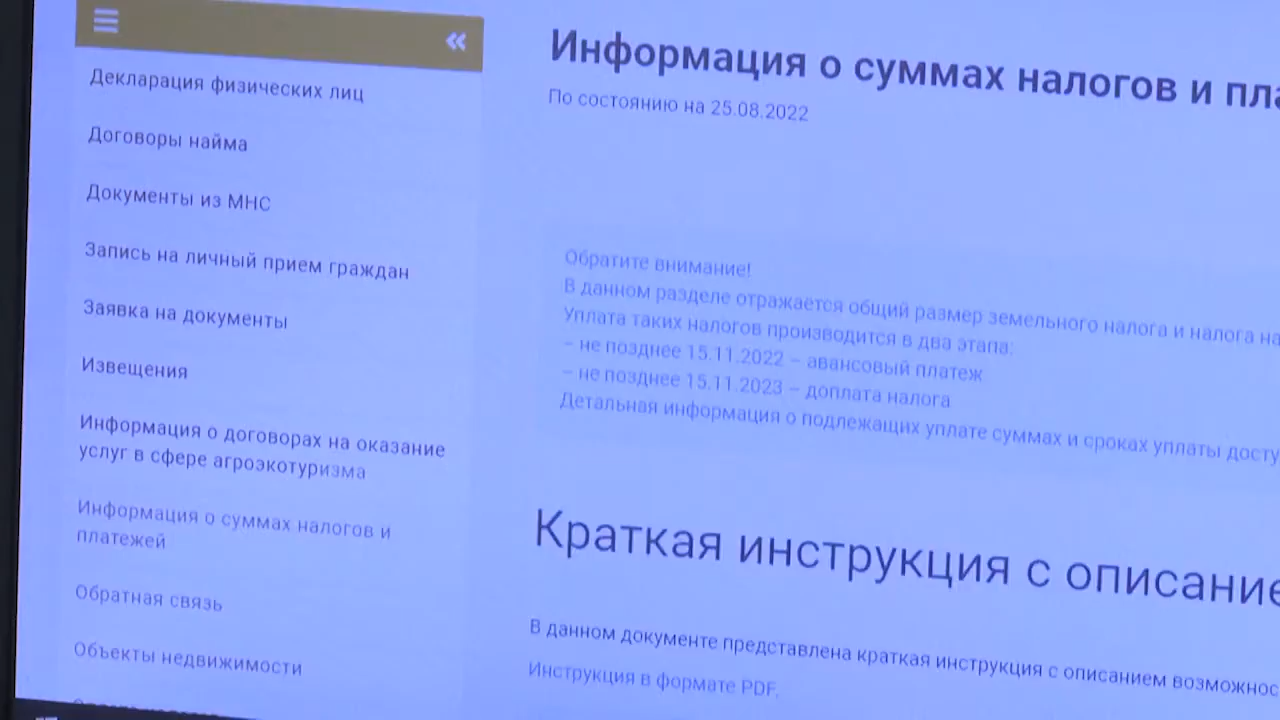 Декларация физических лиц
Договоры найма
Документы из МНС
Запись на личный прием граждан
Заявка на документы
Извещения
Информация о договорах на оказание
услуг в сфере агроэкотуризма
Информация о суммах налогов и
платежей
Обратная связь
Объекты недвижимости
Информация о суммах налогов и пла
По состоянию на 25.08.2022
Обратите внимание!
В данном разделе отражается общий размер земельного налога и налога на
Уплата таких налогов производится в два этапа:
– не позднее 15.11.2022 – авансовый платеж
– не позднее 15.11.2023 – доплата налога
Детальная информация о подлежащих уплате суммах и сроках уплаты досту
Краткая инструкция с описание
В данном документе представлена краткая инструкция с описанием возможнос
Инструкция в формате PDF.